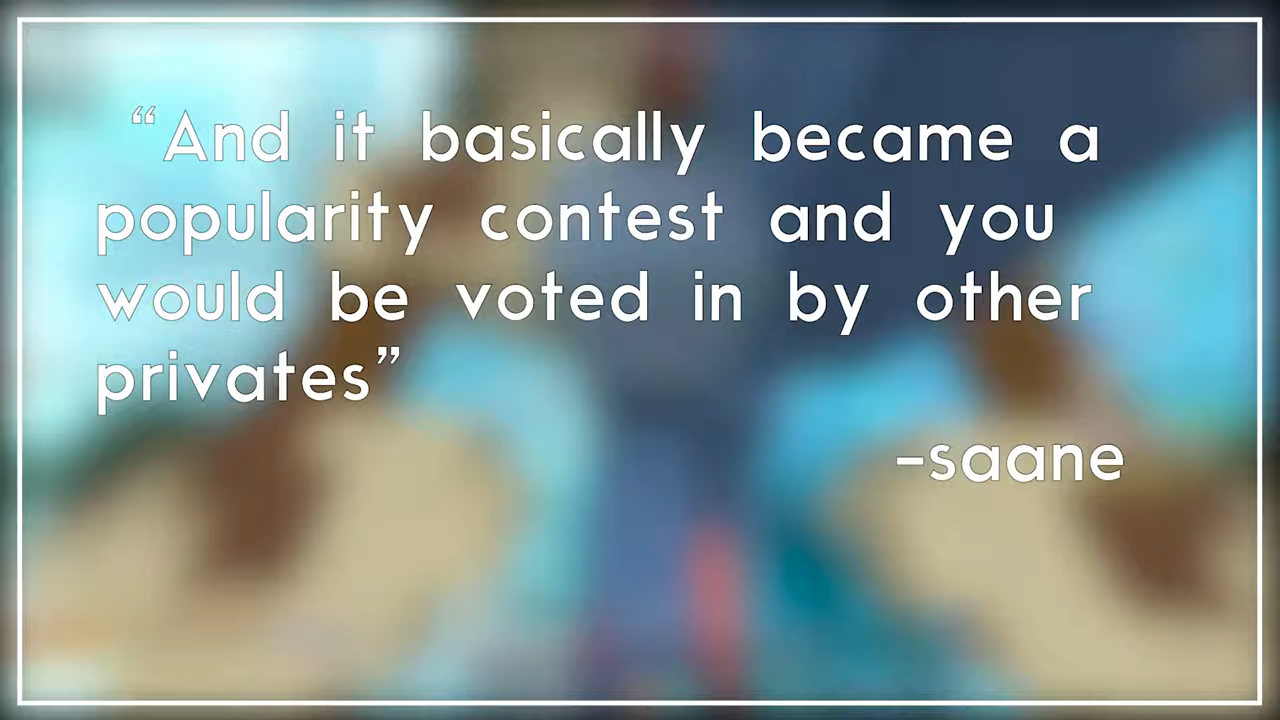 “And it basically became a
popularity contest and you
would be voted in by other
privates”
-saane